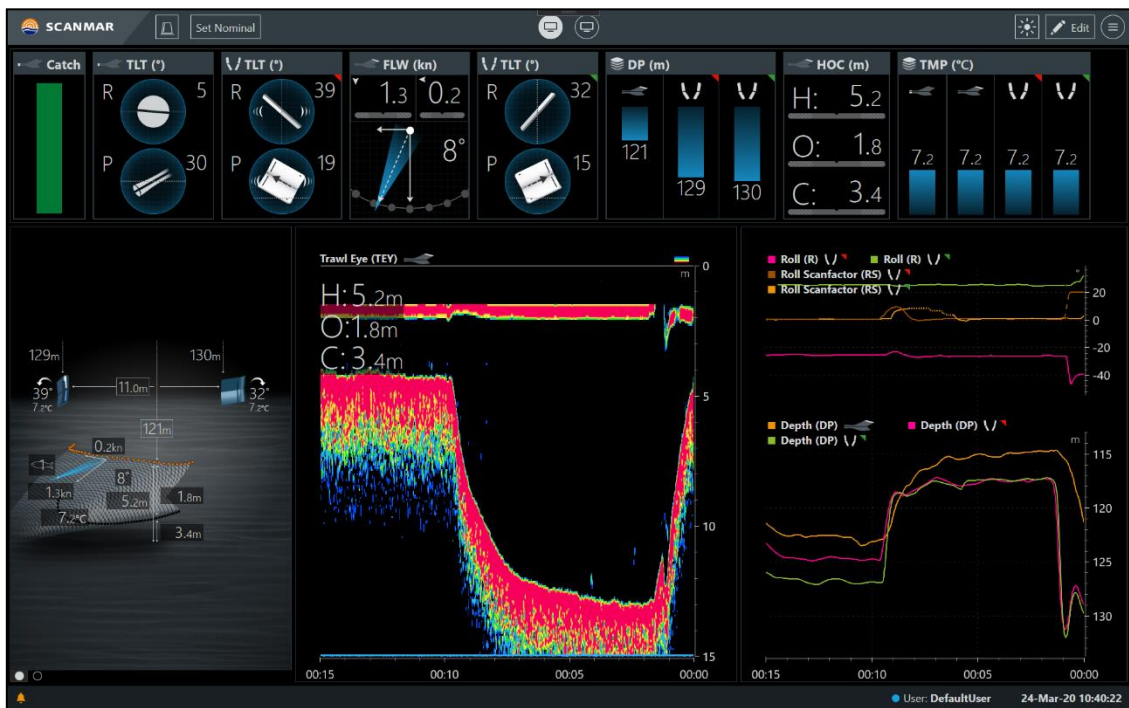 SCANMAR
Set Nominal
Edit
Catch
TLT (°)
R 5
P 30
TLT (°)
R 39
P 19
FLW (kn)
1.3 0.2
8°
TLT (°)
R 32
P 15
DP (m)
121
129
130
HOC (m)
H: 5.2
O: 1.8
C: 3.4
TMP (°C)
7.2 7.2 7.2 7.2
129m 130m
11.0m
39° 32°
7.2°C 7.2°C
121m
0.2kn
8°
1.3kn 5.2m 1.8m
7.2°C
3.4m
Trawl Eye (TEY)
m
H:5.2m
O:1.8m
C:3.4m
0
5
10
15
00:15 00:10 00:05 00:00
Roll (R) Roll (R)
Roll Scanfactor (RS)
Roll Scanfactor (RS)
°
20
0
-20
-40
Depth (DP) Depth (DP)
Depth (DP)
m
115
120
125
130
00:15 00:10 00:05 00:00
User: DefaultUser 24-Mar-20 10:40:22